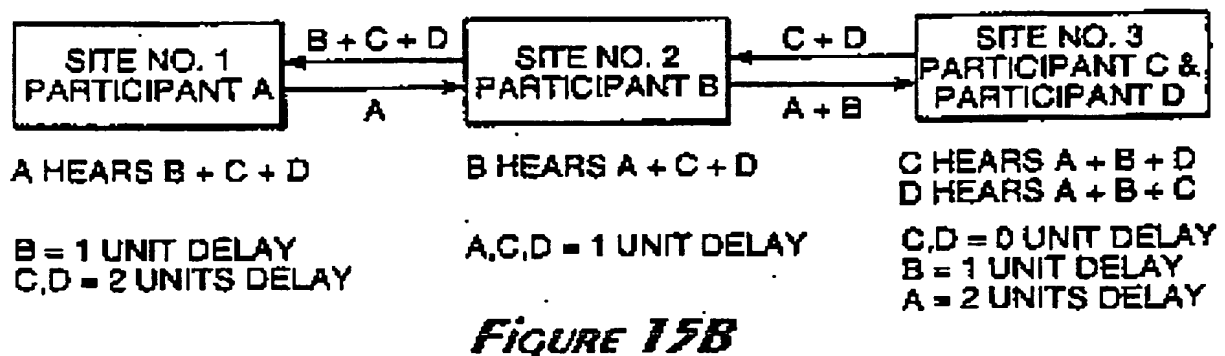 SITE NO. 1
PARTICIPANT A
B + C + D
A
SITE NO. 2
PARTICIPANT B
C + D
A + B
SITE NO. 3
PARTICIPANT C &
PARTICIPANT D
A HEARS B + C + D
B = 1 UNIT DELAY
C,D = 2 UNITS DELAY
B HEARS A + C + D
A,C,D = 1 UNIT DELAY
C HEARS A + B + D
D HEARS A + B + C
C,D = 0 UNIT DELAY
B = 1 UNIT DELAY
A = 2 UNITS DELAY
FIGURE 15B